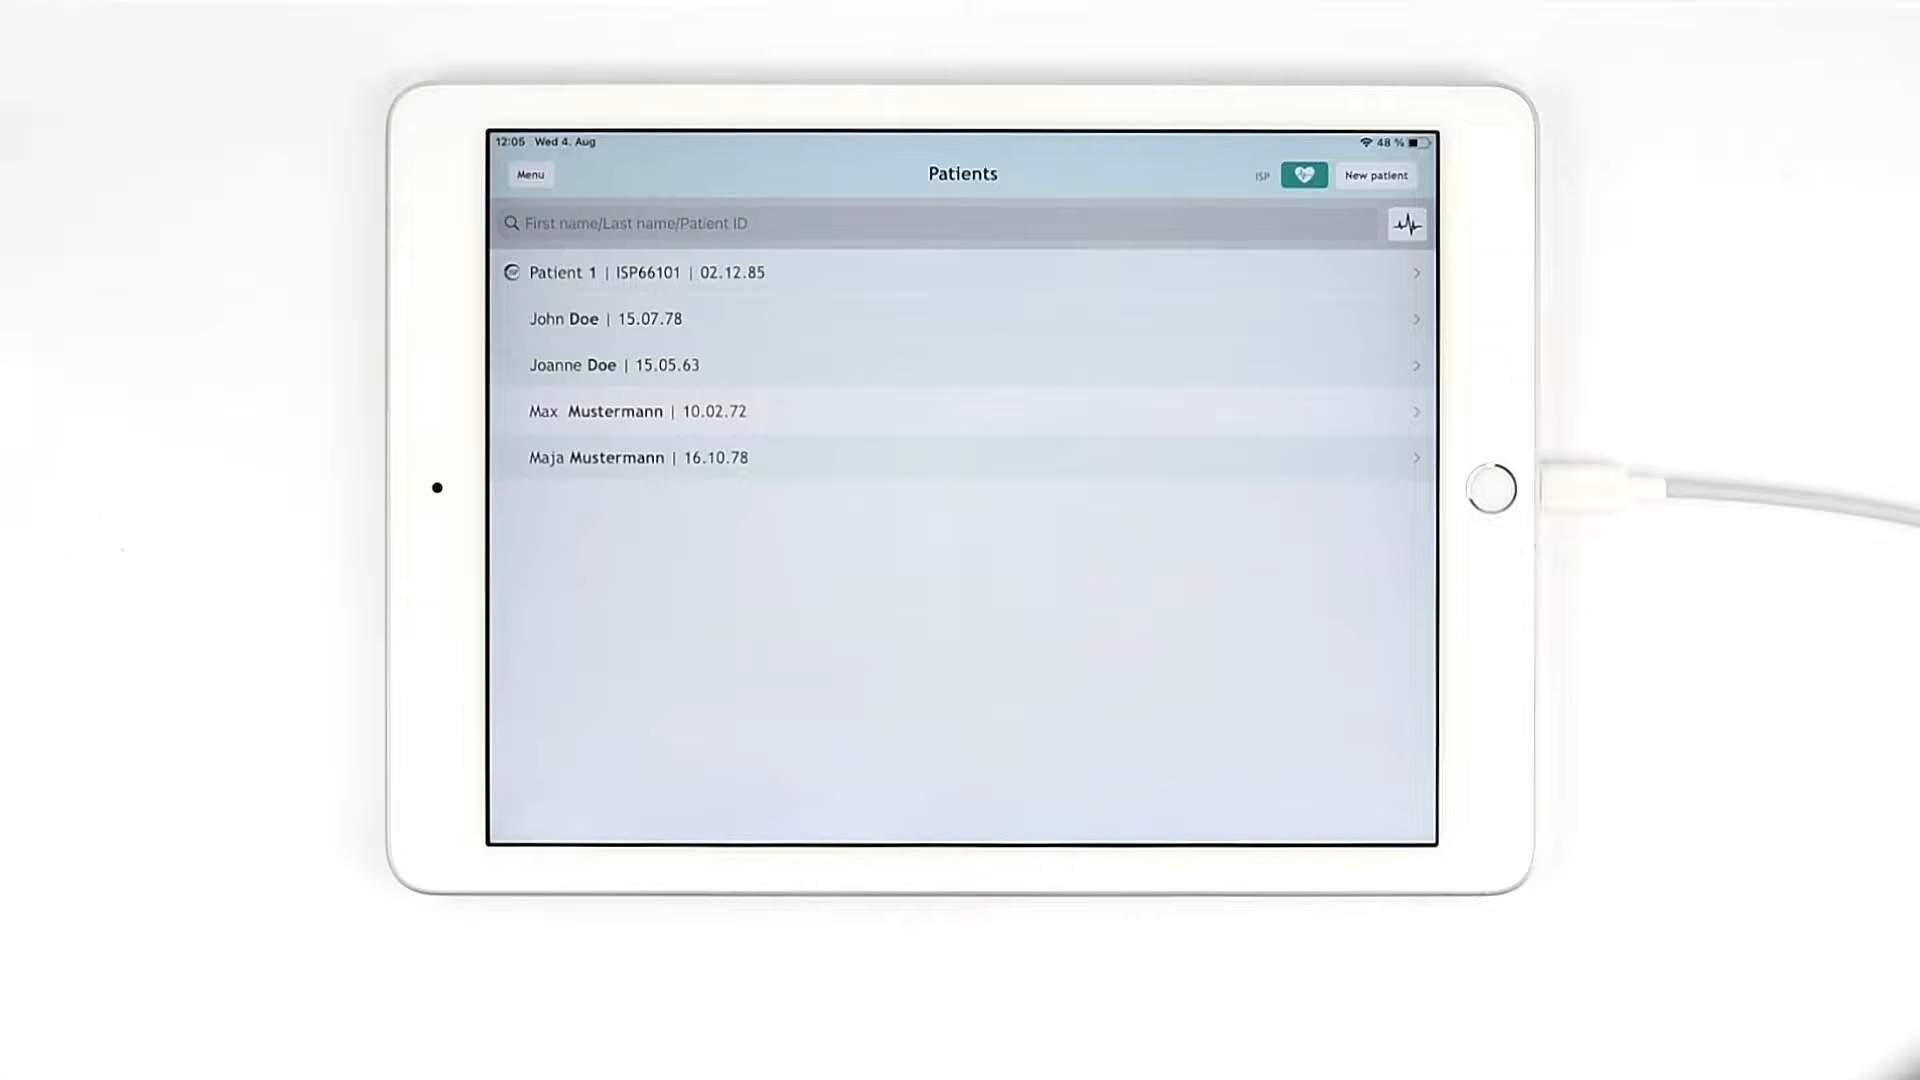 12:05 Wed 4. Aug
48 %
Menu
Patients
ISP
New patient
First name/Last name/Patient ID
Patient 1 | ISP66101 | 02.12.85
John Doe | 15.07.78
Joanne Doe | 15.05.63
Max Mustermann | 10.02.72
Maja Mustermann | 16.10.78